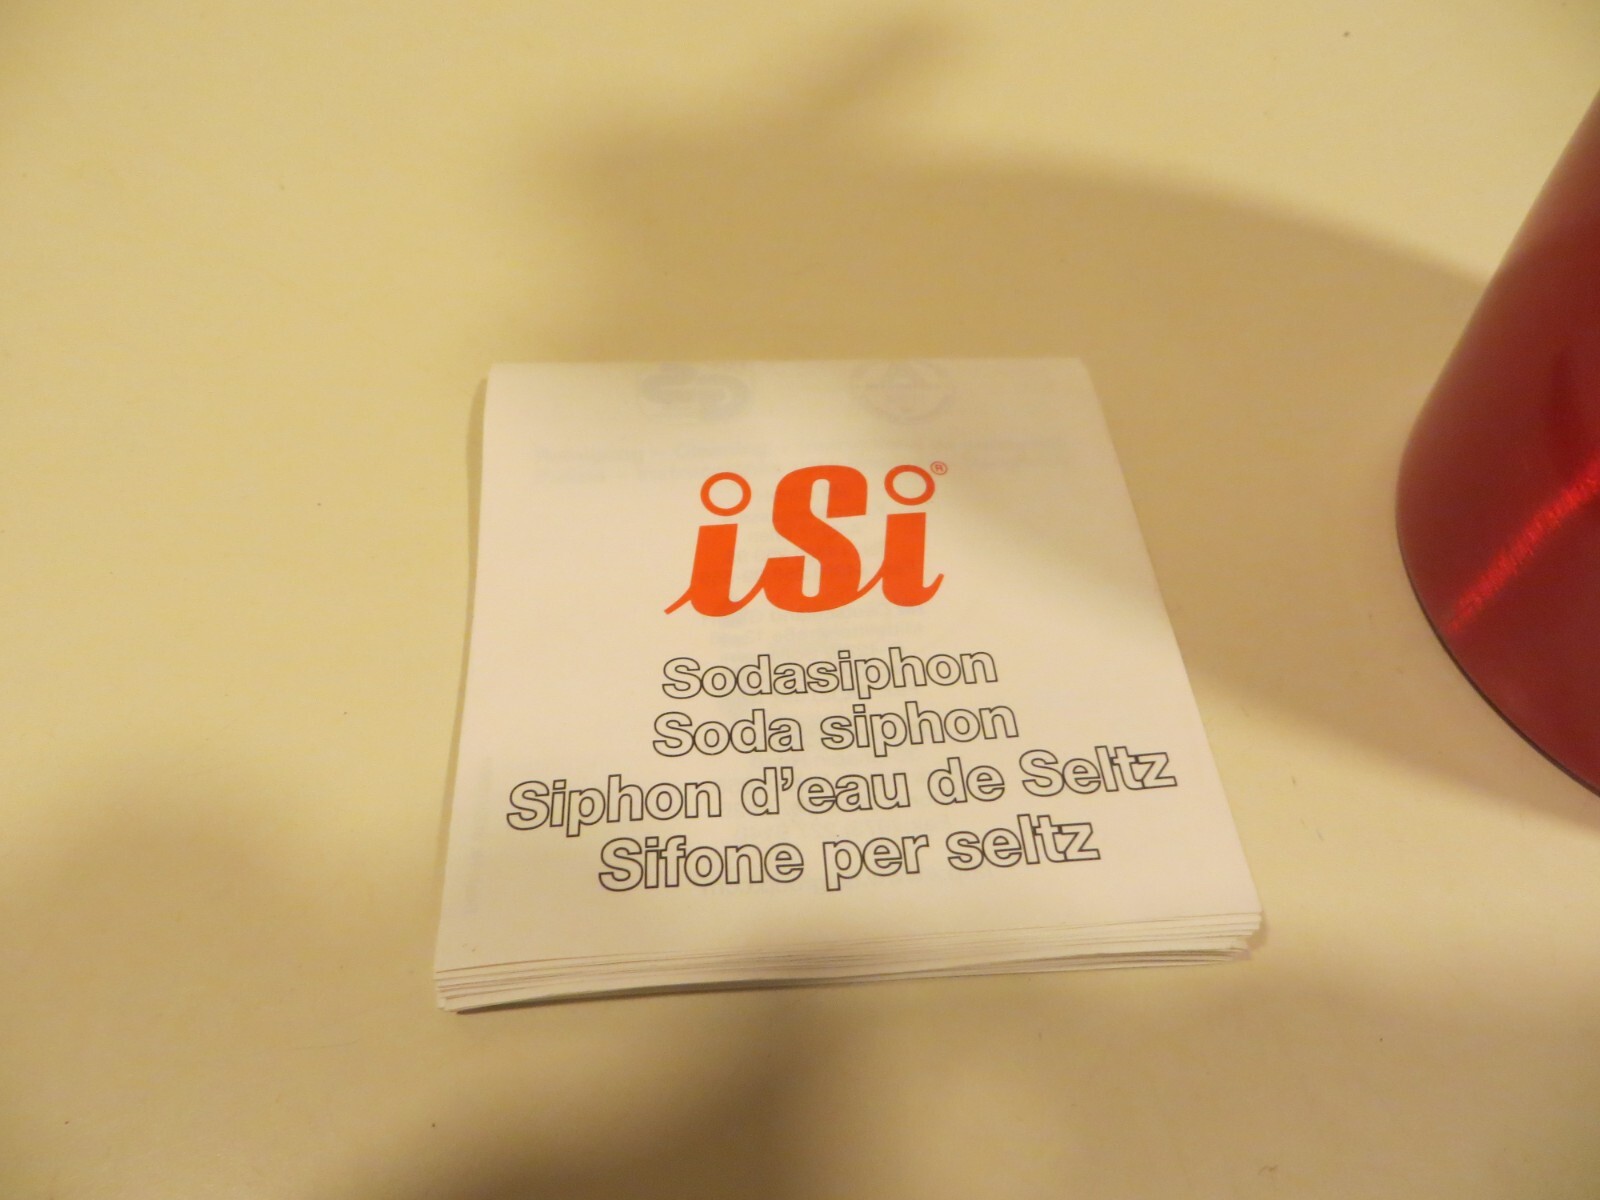 iSi®
Sodasiphon
Soda siphon
Siphon d'eau de Seltz
Sifone per seltz